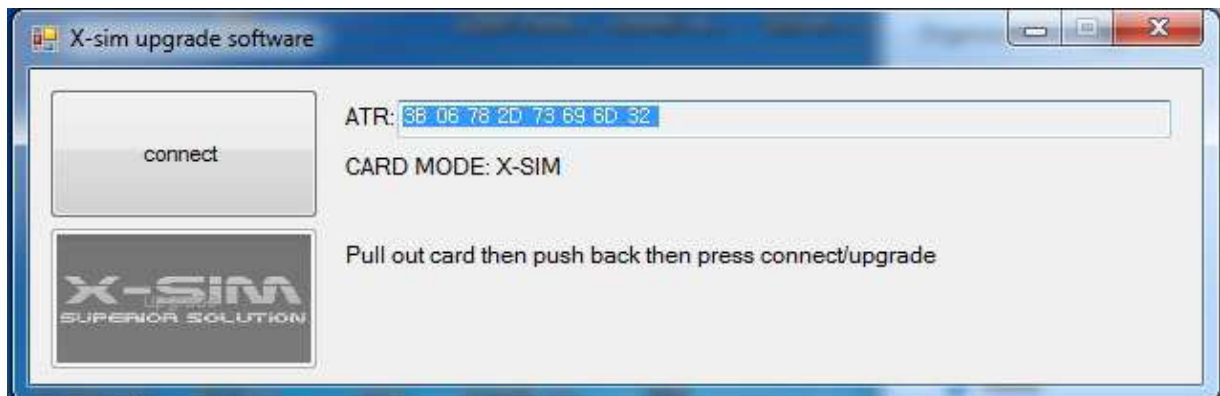 X-sim upgrade software
connect
ATR: 3B 06 78 2D 73 69 6D 32
CARD MODE: X-SIM
Pull out card then push back then press connect/upgrade
X-SIM
upgrade
SUPERIOR SOLUTION